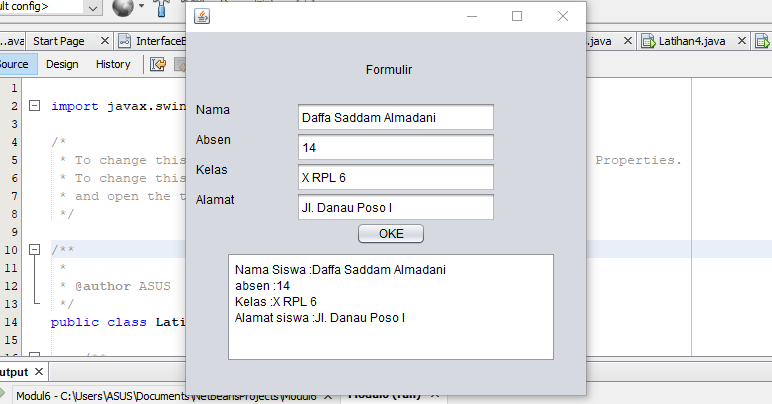 ult config>
..ava Start Page InterfaceE s.java Latihan4.java
Source Design History
1
2 import javax.swin
3
4 /*
5 * To change this Properties.
6 * To change this
7 * and open the t
8 */
9
10 /**
11 *
12 * @author ASUS
13 */
14 public class Lati
15
16 /**
Formulir
Nama Daffa Saddam Almadani
Absen 14
Kelas X RPL 6
Alamat Jl. Danau Poso I
OKE
Nama Siswa :Daffa Saddam Almadani
absen :14
Kelas :X RPL 6
Alamat siswa :Jl. Danau Poso I
utput
Modul6 - C:\Users\ASUS\Documents\NetBeansProjects\Modul6 Modul6 (run)